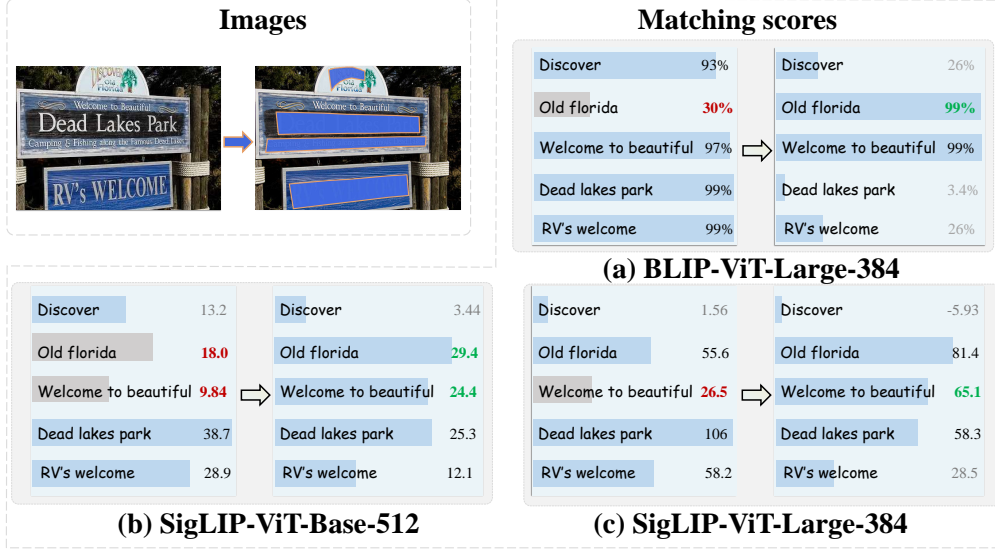 Images
Matching scores
DISCOVER
Old
Florida
Welcome to Beautiful
Dead Lakes Park
Camping & Fishing along the Famous Dead Lakes
RV's WELCOME
Old
Florida
Welcome to Beautiful
Discover 93%
Old florida 30%
Welcome to beautiful 97%
Dead lakes park 99%
RV's welcome 99%
Discover 26%
Old florida 99%
Welcome to beautiful 99%
Dead lakes park 3.4%
RV's welcome 26%
(a) BLIP-ViT-Large-384
Discover 13.2
Old florida 18.0
Welcome to beautiful 9.84
Dead lakes park 38.7
RV's welcome 28.9
Discover 3.44
Old florida 29.4
Welcome to beautiful 24.4
Dead lakes park 25.3
RV's welcome 12.1
(b) SigLIP-ViT-Base-512
Discover 1.56
Old florida 55.6
Welcome to beautiful 26.5
Dead lakes park 106
RV's welcome 58.2
Discover -5.93
Old florida 81.4
Welcome to beautiful 65.1
Dead lakes park 58.3
RV's welcome 28.5
(c) SigLIP-ViT-Large-384